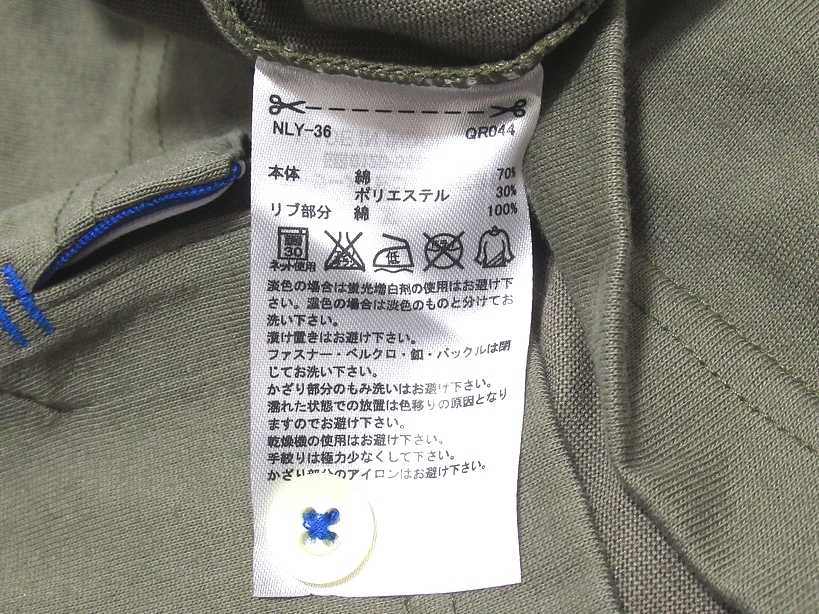 NLY-36 QR044
本体 綿 70%
ポリエステル 30%
リブ部分 綿 100%
30
ネット使用
低
淡色の場合は蛍光増白剤の使用はお避け下
さい。濃色の場合は淡色のものと分けてお
洗い下さい。
漬け置きはお避け下さい。
ファスナー・ベルクロ・釦・バックルは閉
じてお洗い下さい。
かざり部分のもみ洗いはお避け下さい。
濡れた状態での放置は色移りの原因となり
ますのでお避け下さい。
乾燥機の使用はお避け下さい。
手絞りは極力少なくして下さい。
かざり部分のアイロンはお避け下さい。